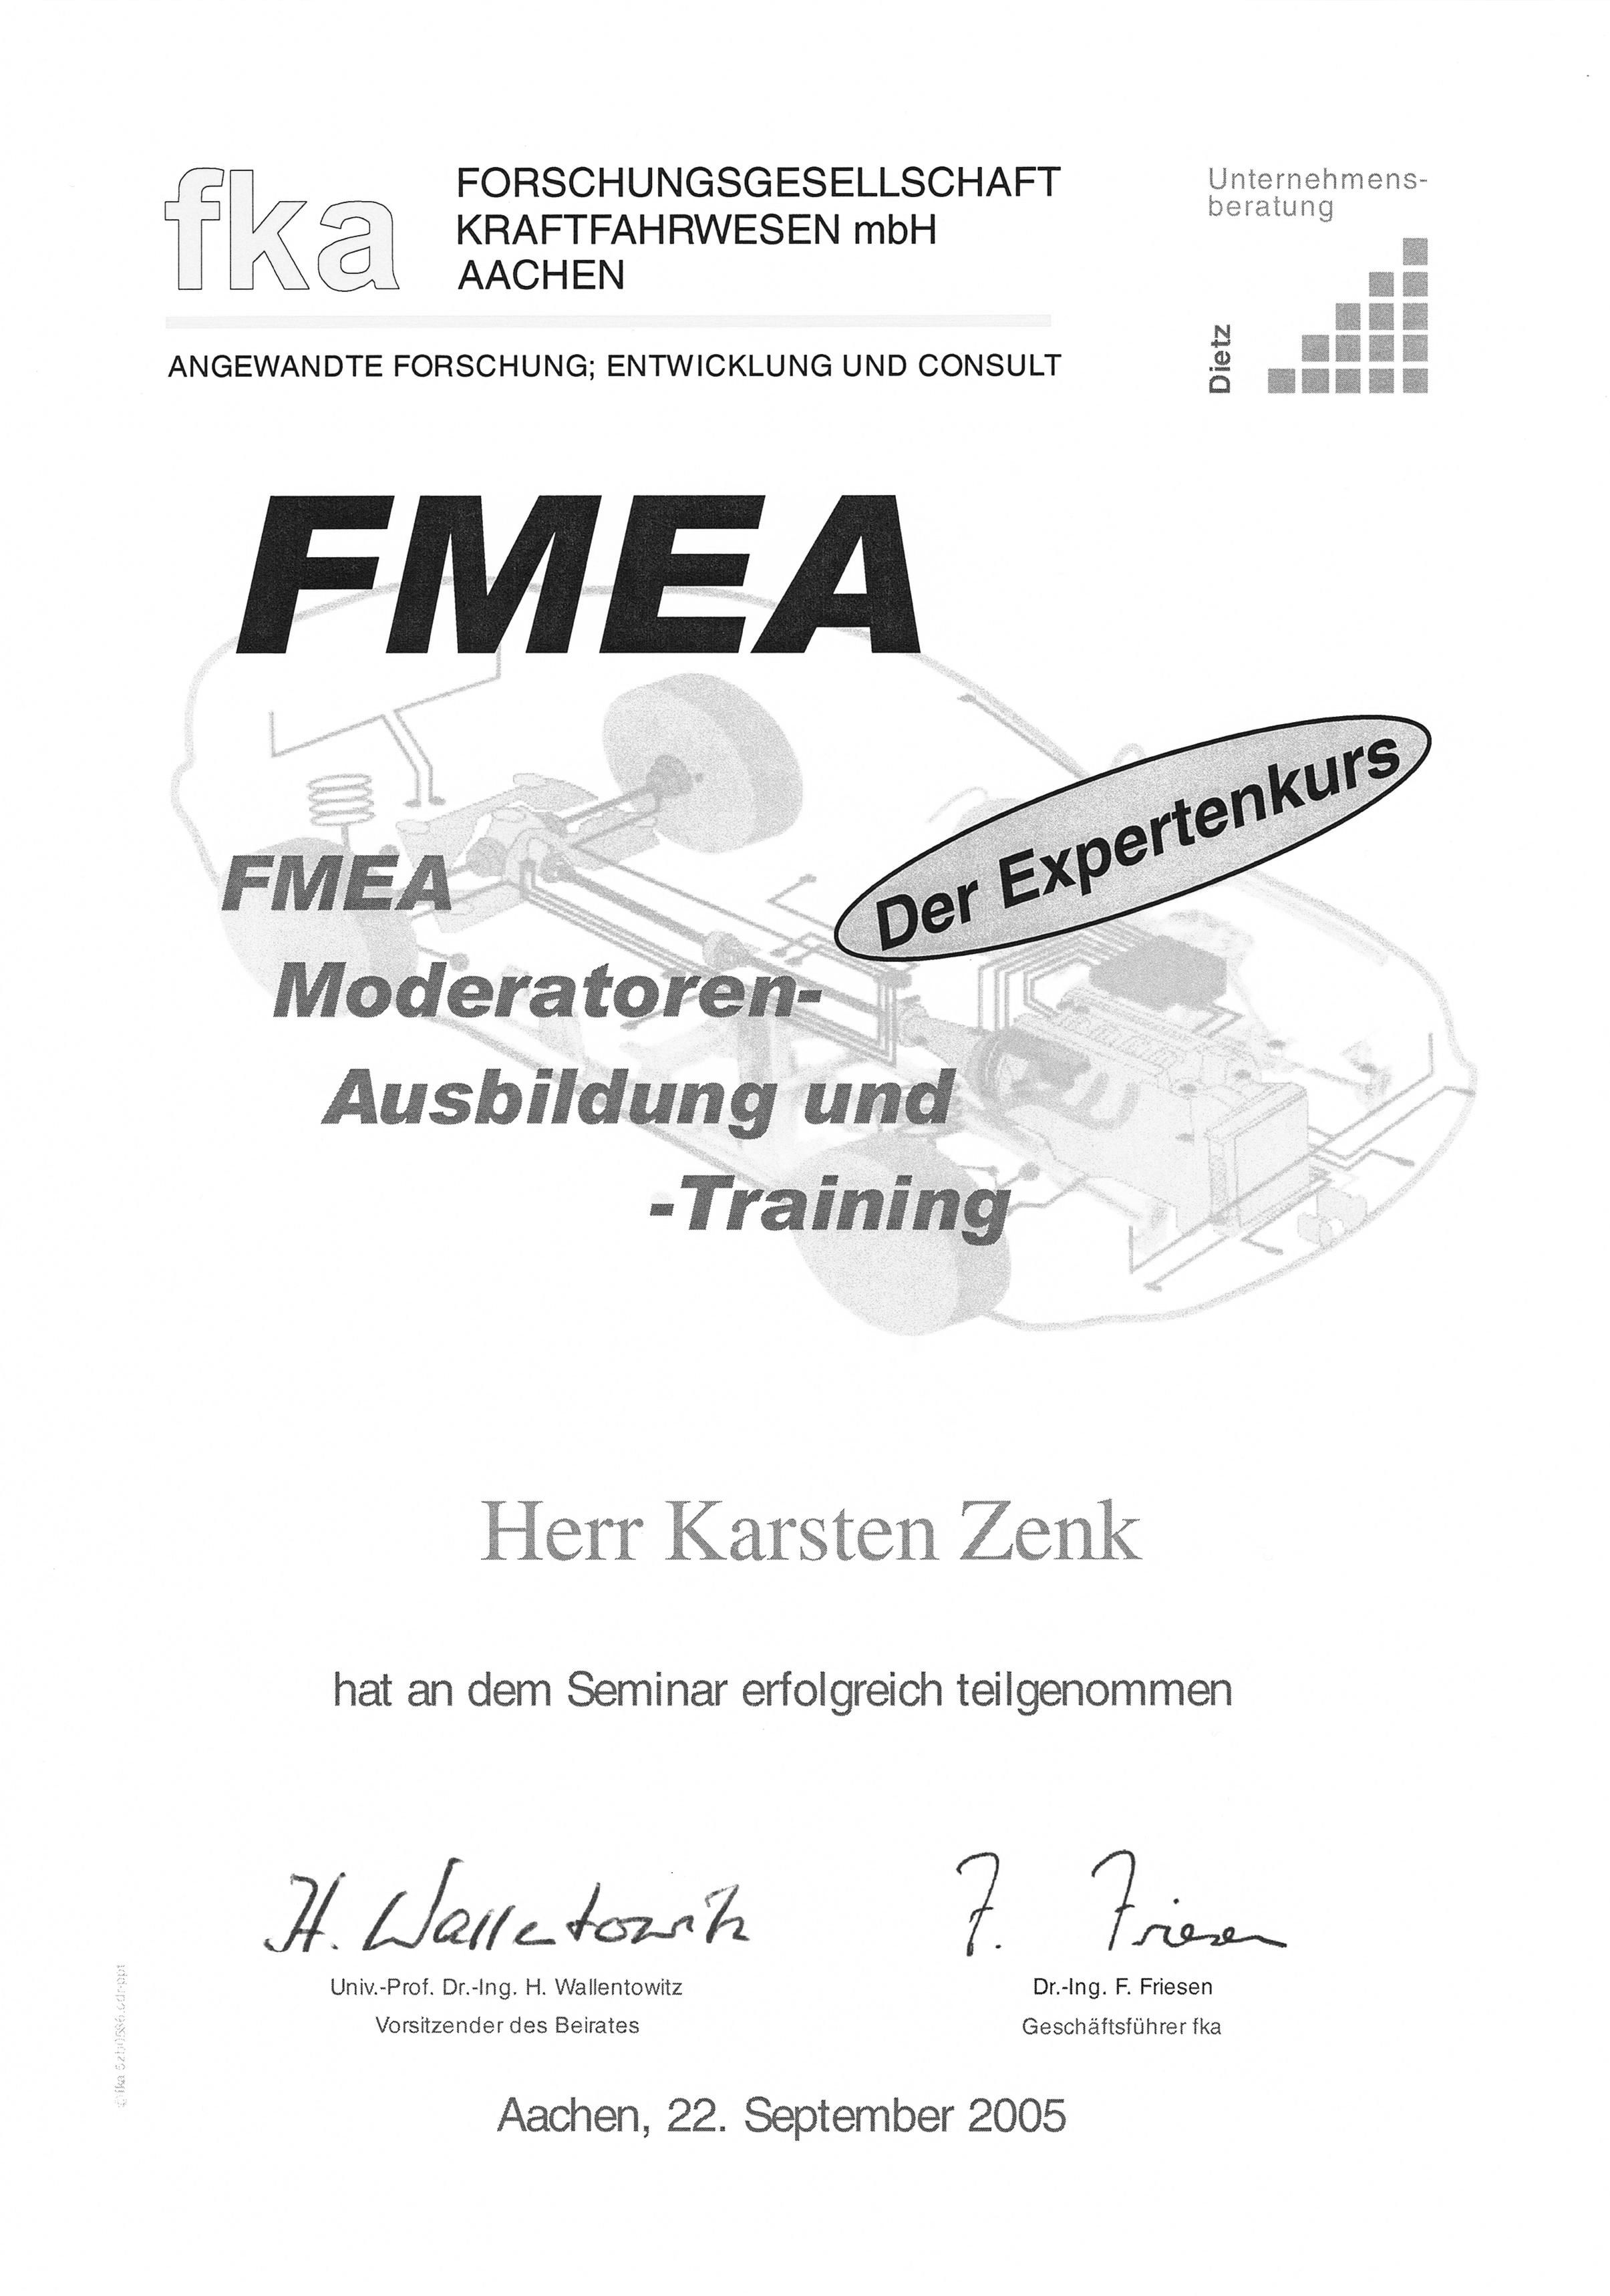 fka
FORSCHUNGSGESELLSCHAFT
KRAFTFAHRWESEN mbH
AACHEN
ANGEWANDTE FORSCHUNG; ENTWICKLUNG UND CONSULT
Unternehmens-
beratung
Dietz
FMEA
Der Expertenkurs
FMEA
Moderatoren-
Ausbildung und
-Training
Herr Karsten Zenk
hat an dem Seminar erfolgreich teilgenommen
H. Wallentowitz
F. Friesen
Univ.-Prof. Dr.-Ing. H. Wallentowitz
Vorsitzender des Beirates
Dr.-Ing. F. Friesen
Geschäftsführer fka
Aachen, 22. September 2005